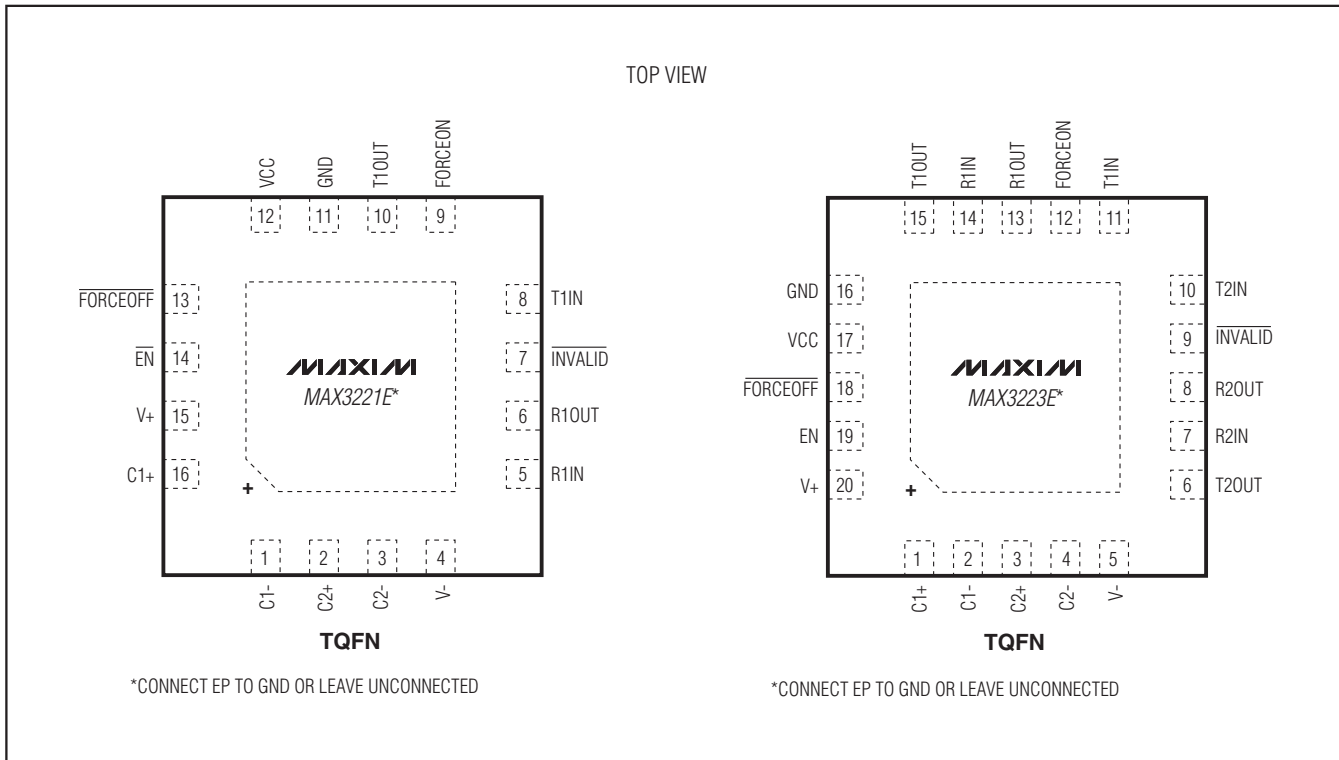 TOP VIEW
VCC
GND
T1OUT
FORCEON
12
11
10
9
FORCEOFF
13
8
T1IN
EN
14
7
INVALID
V+
15
6
R1OUT
C1+
16
5
R1IN
MAXIM
MAX3221E*
+
1
2
3
4
C1-
C2+
C2-
V-
TQFN
*CONNECT EP TO GND OR LEAVE UNCONNECTED
T1OUT
R1IN
R1OUT
FORCEON
T1IN
15
14
13
12
11
GND
16
10
T2IN
VCC
17
9
INVALID
FORCEOFF
18
8
R2OUT
EN
19
7
R2IN
V+
20
6
T2OUT
MAXIM
MAX3223E*
+
1
2
3
4
5
C1+
C1-
C2+
C2-
V-
TQFN
*CONNECT EP TO GND OR LEAVE UNCONNECTED